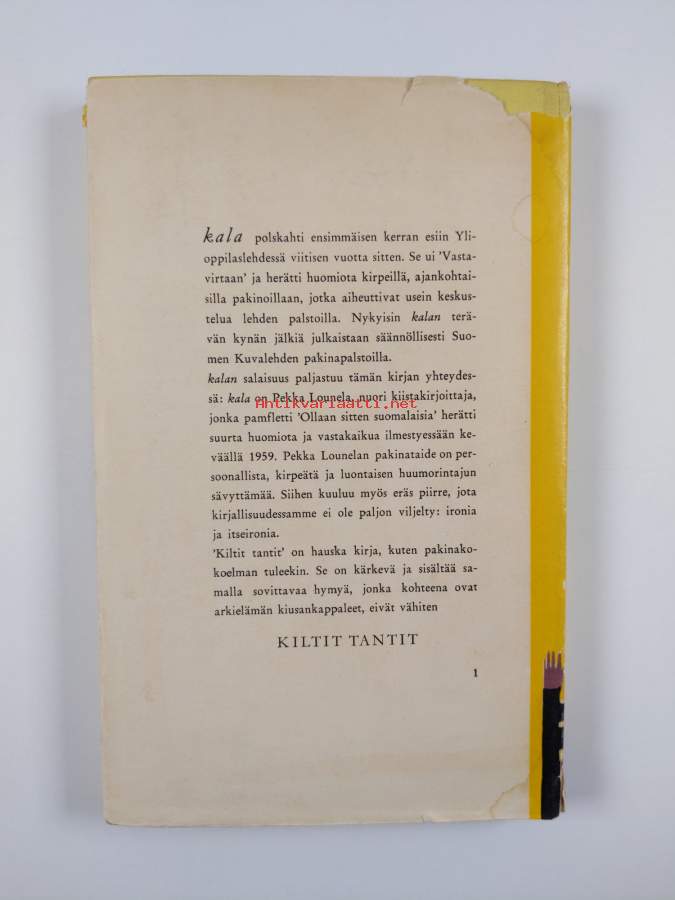 kala polskahti ensimmäisen kerran esiin Yli-
oppilaslehdessä viitisen vuotta sitten. Se ui 'Vasta-
virtaan' ja herätti huomiota kirpeillä, ajankohtai-
silla pakinoillaan, jotka aiheuttivat usein keskus-
telua lehden palstoilla. Nykyisin kalan terä-
vän kynän jälkiä julkaistaan säännöllisesti Suo-
men Kuvalehden pakinapalstoilla.
kalan salaisuus paljastuu tämän kirjan yhteydes-
sä: kala on Pekka Lounela, nuori kiistakirjoittaja,
Antikvariaatti.net
jonka pamfletti 'Ollaan sitten suomalaisia' herätti
suurta huomiota ja vastakaikua ilmestyessään ke-
väällä 1959. Pekka Lounelan pakinataide on per-
soonallista, kirpeätä ja luontaisen huumorintajun
sävyttämää. Siihen kuuluu myös eräs piirre, jota
kirjallisuudessamme ei ole paljon viljelty: ironia
ja itseironia.
'Kiltit tantit' on hauska kirja, kuten pakinako-
koelman tuleekin. Se on kärkevä ja sisältää sa-
malla sovittavaa hymyä, jonka kohteena ovat
arkielämän kiusankappaleet, eivät vähiten
KILTIT TANTIT
1